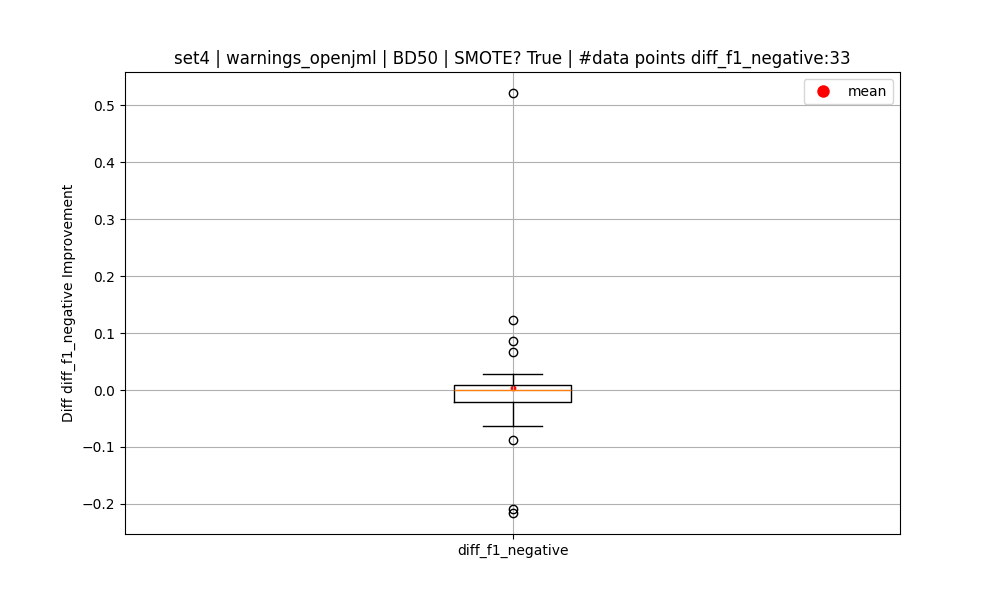 set4 | warnings_openjml | BD50 | SMOTE? True | #data points diff_f1_negative:33
mean
Diff diff_f1_negative Improvement
0.5
0.4
0.3
0.2
0.1
0.0
−0.1
−0.2
diff_f1_negative